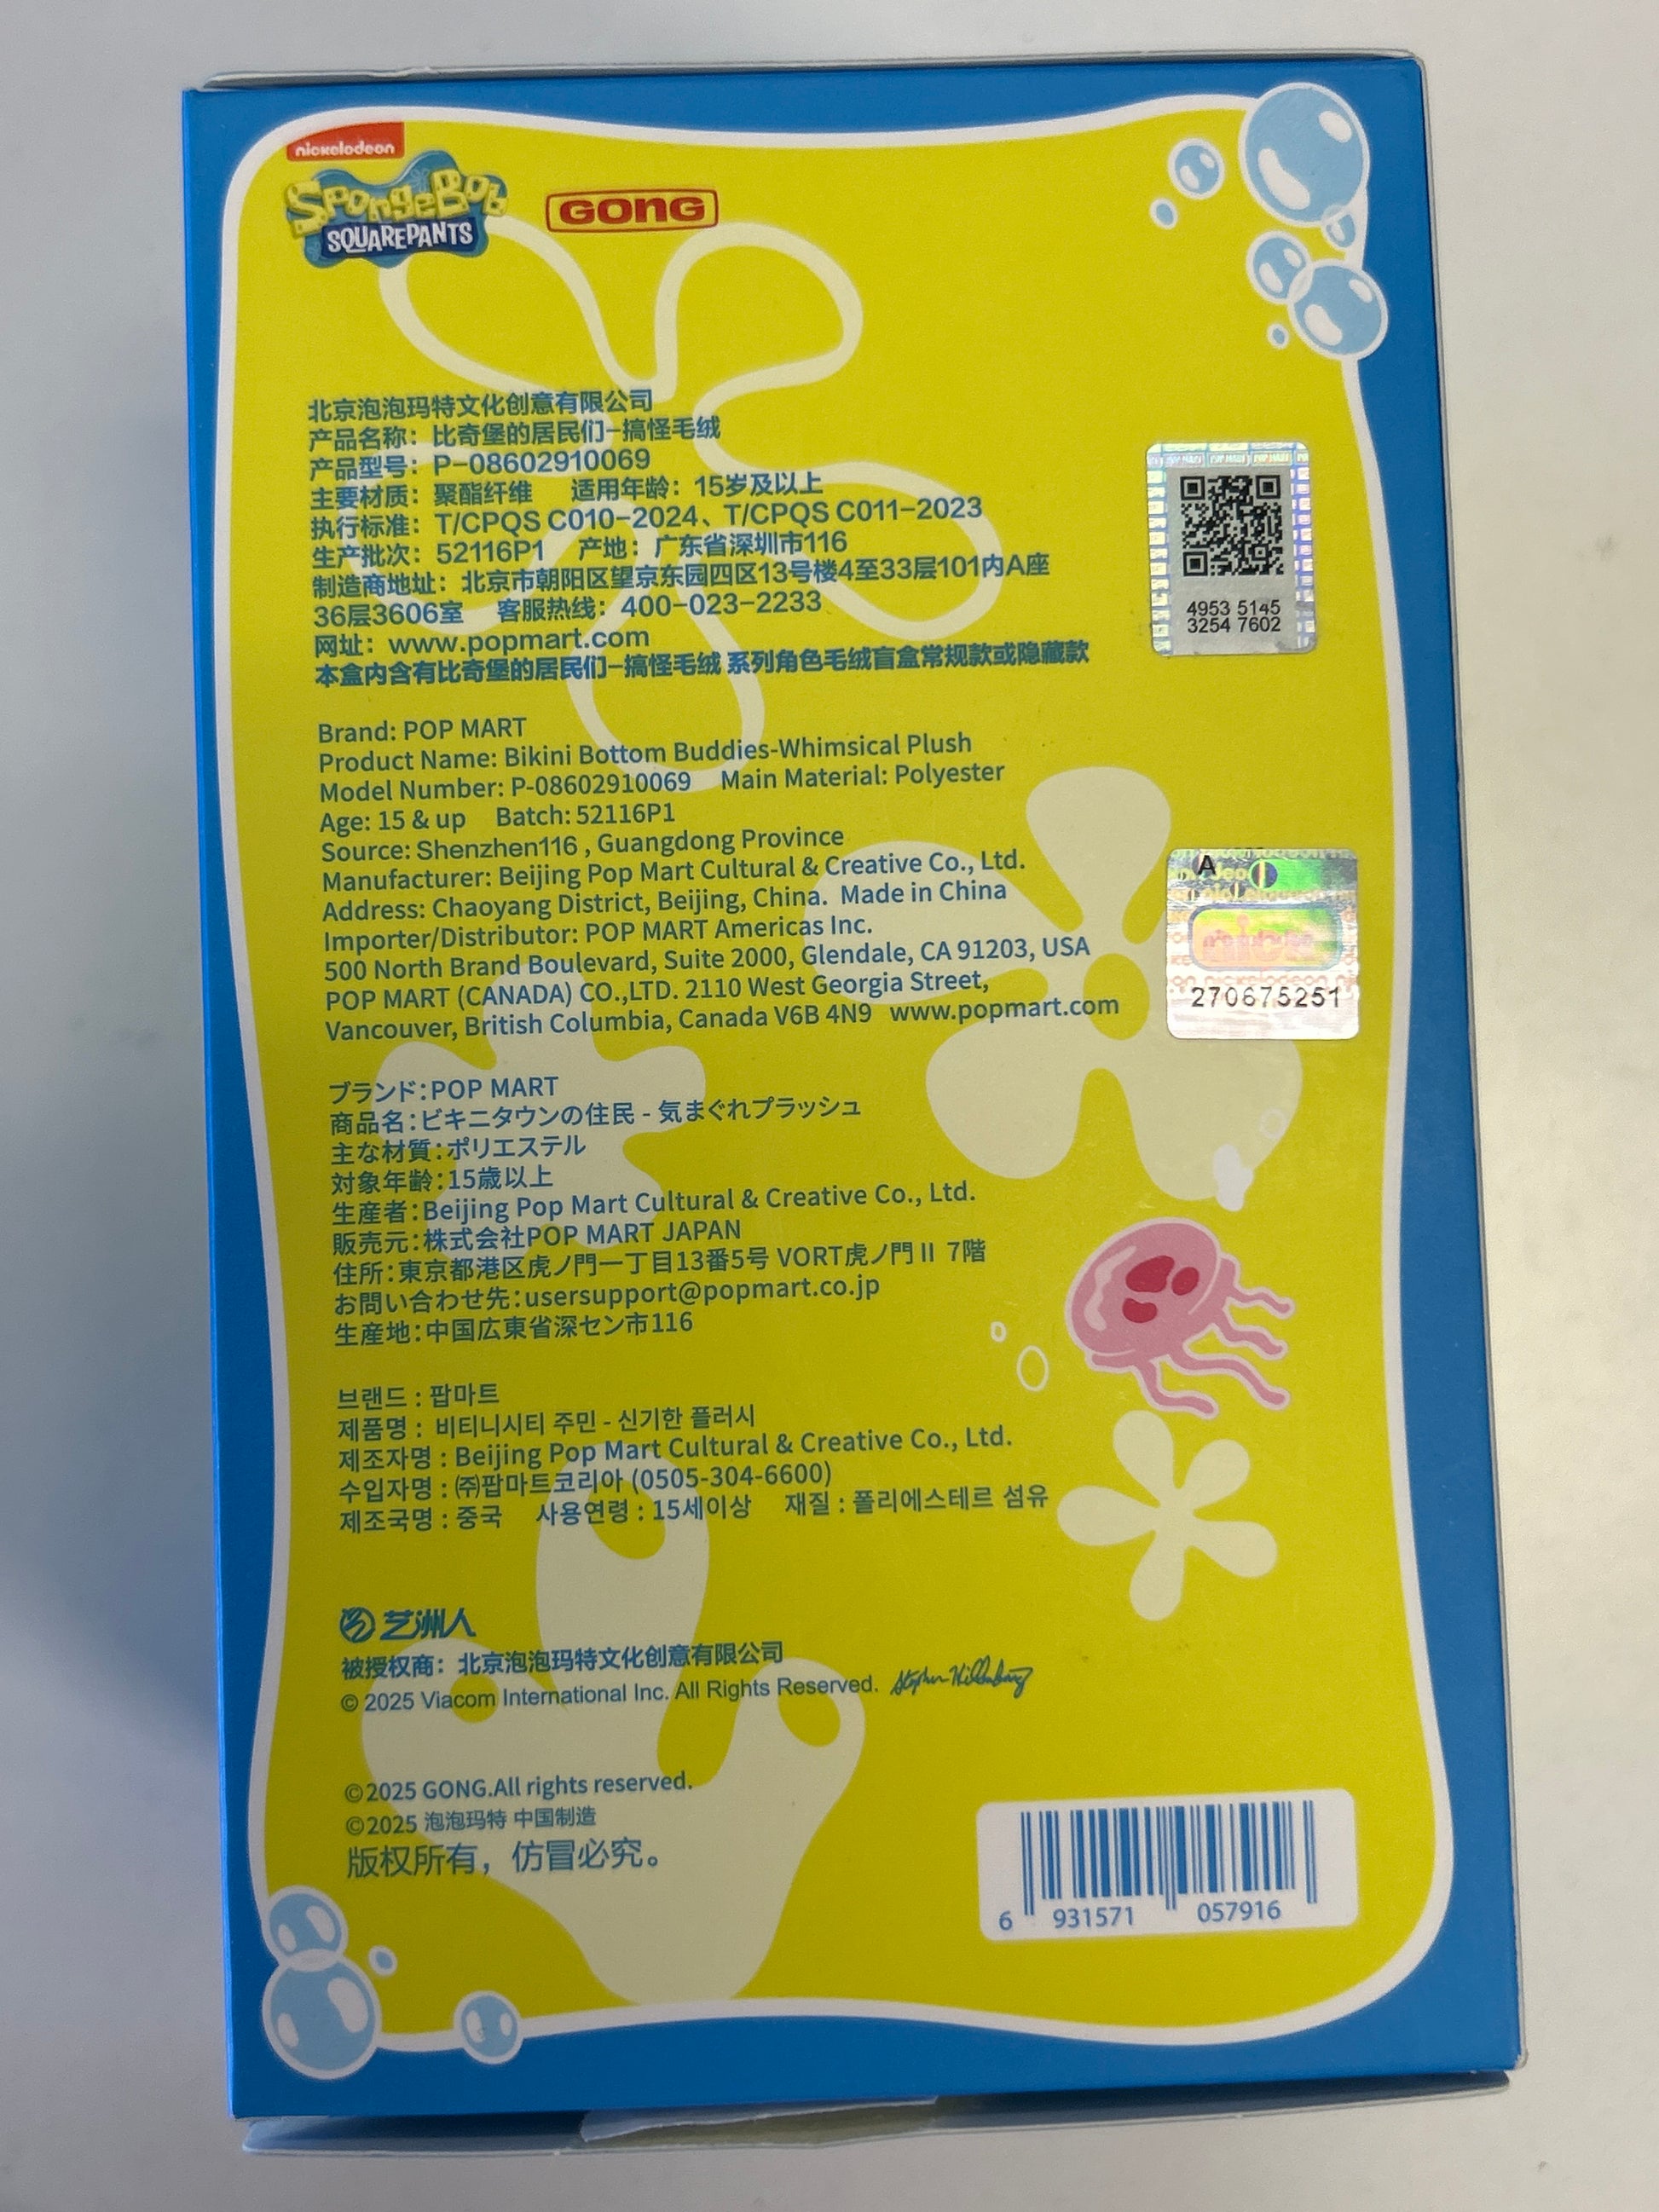 nickelodeon
SpongeBob
SQUAREPANTS
GONG
北京泡泡玛特文化创意有限公司
产品名称：比奇堡的居民们-搞怪毛绒
产品型号：P-08602910069
主要材质：聚酯纤维 适用年龄：15岁及以上
执行标准：T/CPQS C010-2024、T/CPQS C011-2023
生产批次：52116P1 产地：广东省深圳市116
制造商地址：北京市朝阳区望京东园四区13号楼4至33层101内A座
36层3606室 客服热线：400-023-2233
网址：www.popmart.com
本盒内含有比奇堡的居民们-搞怪毛绒 系列角色毛绒盲盒常规款或隐藏款
4953 5145
3254 7602
Brand: POP MART
Product Name: Bikini Bottom Buddies-Whimsical Plush
Model Number: P-08602910069 Main Material: Polyester
Age: 15 & up Batch: 52116P1
Source: Shenzhen116 , Guangdong Province
Manufacturer: Beijing Pop Mart Cultural & Creative Co., Ltd.
Address: Chaoyang District, Beijing, China. Made in China
Importer/Distributor: POP MART Americas Inc.
500 North Brand Boulevard, Suite 2000, Glendale, CA 91203, USA
POP MART (CANADA) CO.,LTD. 2110 West Georgia Street,
Vancouver, British Columbia, Canada V6B 4N9 www.popmart.com
A
270675251
ブランド:POP MART
商品名:ビキニタウンの住民 - 気まぐれプラッシュ
主な材質:ポリエステル
対象年齢:15歳以上
生産者:Beijing Pop Mart Cultural & Creative Co., Ltd.
販売元:株式会社POP MART JAPAN
住所:東京都港区虎ノ門一丁目13番5号 VORT虎ノ門Ⅱ 7階
お問い合わせ先:usersupport@popmart.co.jp
生産地:中国広東省深セン市116
브랜드 : 팝마트
제품명 : 비티니시티 주민 - 신기한 플러시
제조자명 : Beijing Pop Mart Cultural & Creative Co., Ltd.
수입자명 : ㈜팝마트코리아 (0505-304-6600)
제조국명 : 중국 사용연령 : 15세이상 재질 : 폴리에스테르 섬유
艺洲人
被授权商：北京泡泡玛特文化创意有限公司
© 2025 Viacom International Inc. All Rights Reserved. Stephen Hillenburg
©2025 GONG.All rights reserved.
©2025 泡泡玛特 中国制造
版权所有，仿冒必究。
6 931571 057916